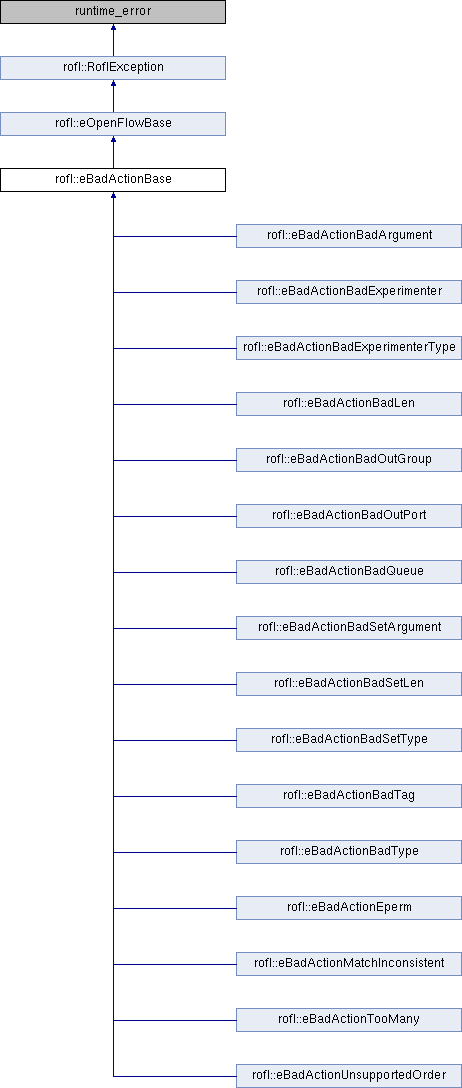 runtime_error
rofl::RoflException
rofl::eOpenFlowBase
rofl::eBadActionBase
rofl::eBadActionBadArgument
rofl::eBadActionBadExperimenter
rofl::eBadActionBadExperimenterType
rofl::eBadActionBadLen
rofl::eBadActionBadOutGroup
rofl::eBadActionBadOutPort
rofl::eBadActionBadQueue
rofl::eBadActionBadSetArgument
rofl::eBadActionBadSetLen
rofl::eBadActionBadSetType
rofl::eBadActionBadTag
rofl::eBadActionBadType
rofl::eBadActionEperm
rofl::eBadActionMatchInconsistent
rofl::eBadActionTooMany
rofl::eBadActionUnsupportedOrder